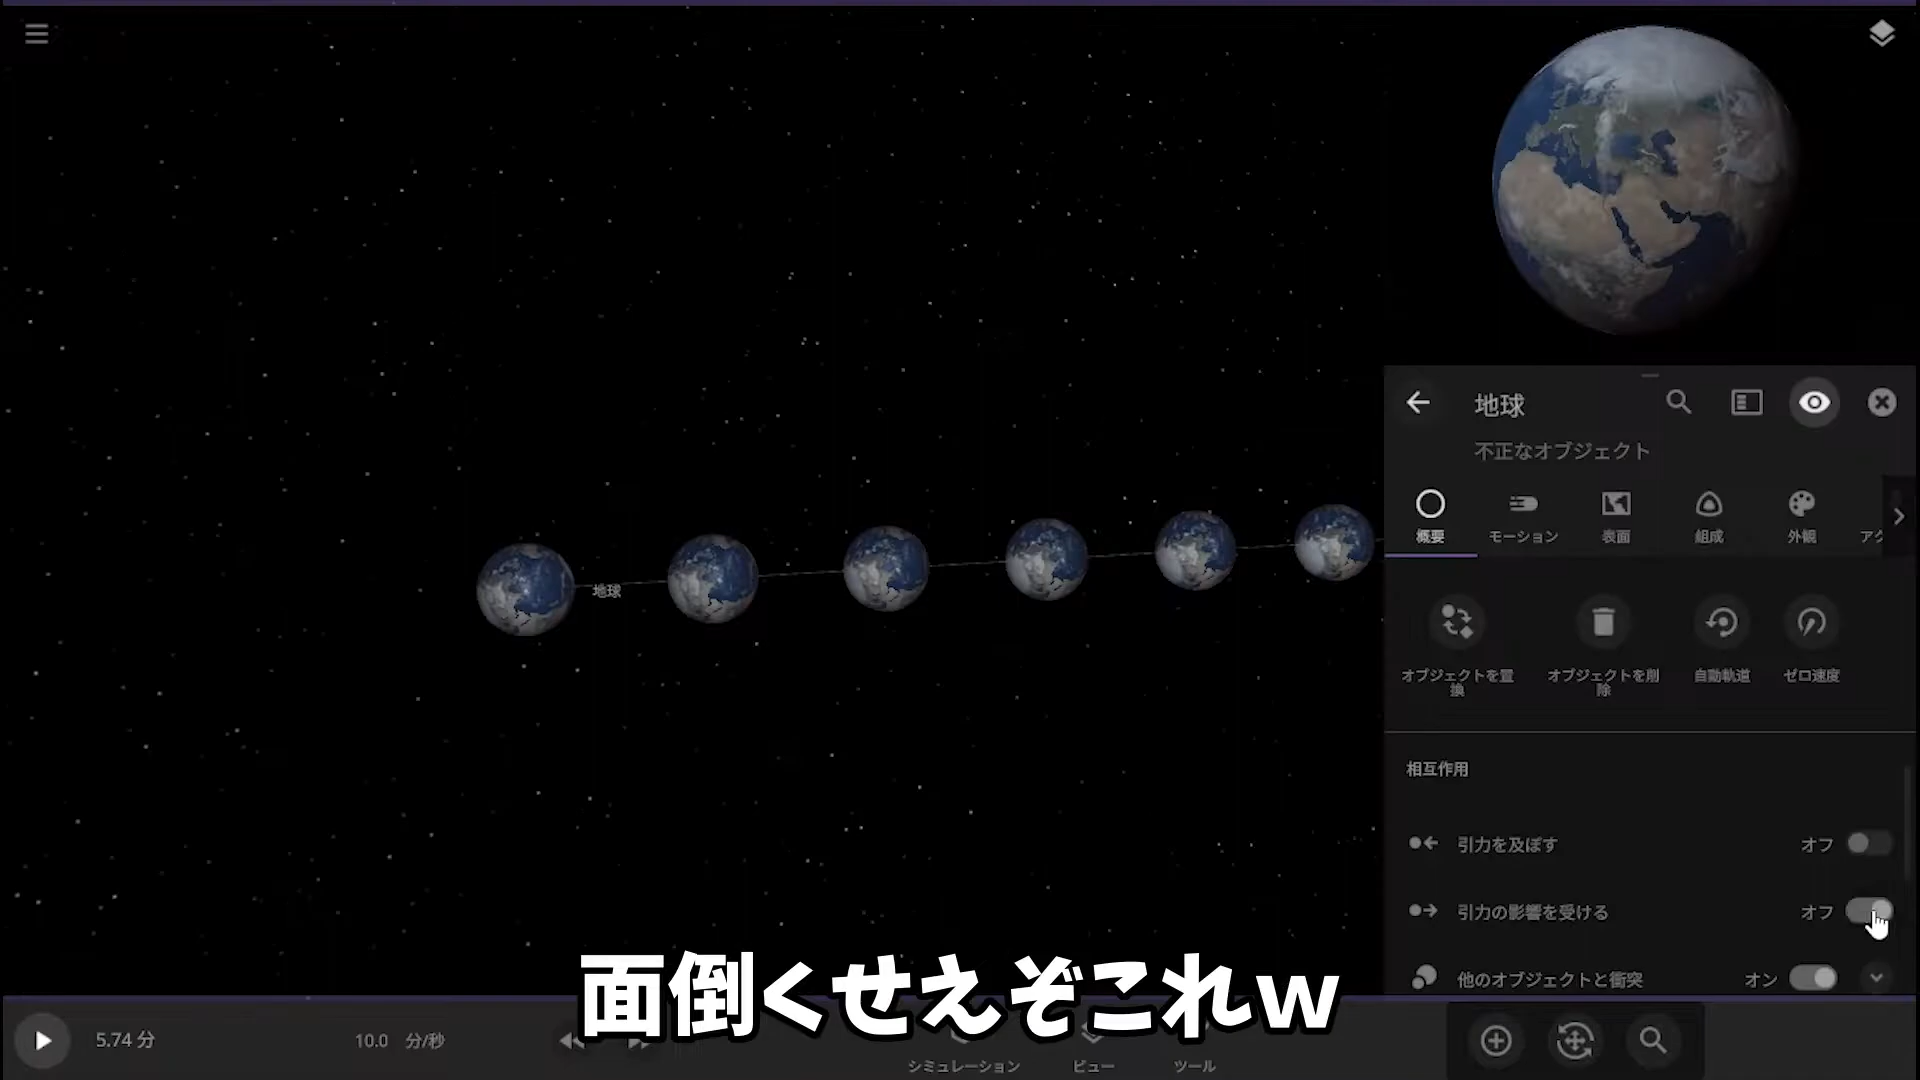 地球
不正なオブジェクト
概要
モーション
表面
組成
外観
アク
地球
オブジェクトを置
換
オブジェクトを削
除
自動軌道
ゼロ速度
相互作用
引力を及ぼす
オフ
引力の影響を受ける
オフ
他のオブジェクトと衝突
オン
面倒くせえぞこれw
5.74 分
10.0 分/秒
シミュレーション
ビュー
ツール